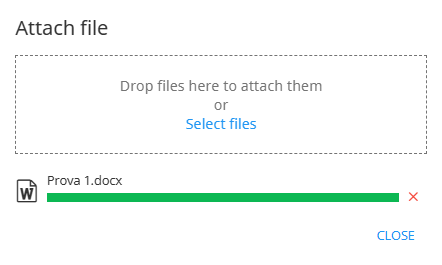 Attach file
Drop files here to attach them
or
Select files
W
Prova 1.docx
CLOSE